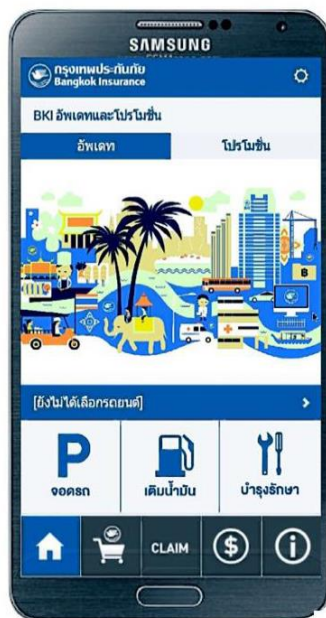 SAMSUNG
กรุงเทพประกันภัย
Bangkok Insurance
BKI อัพเดทและโปรโมชั่น
อัพเดท
โปรโมชั่น
฿
[ยังไม่ได้เลือกรถยนต์]
P
จอดรถ
เติมน้ำมัน
บำรุงรักษา
CLAIM
$
i